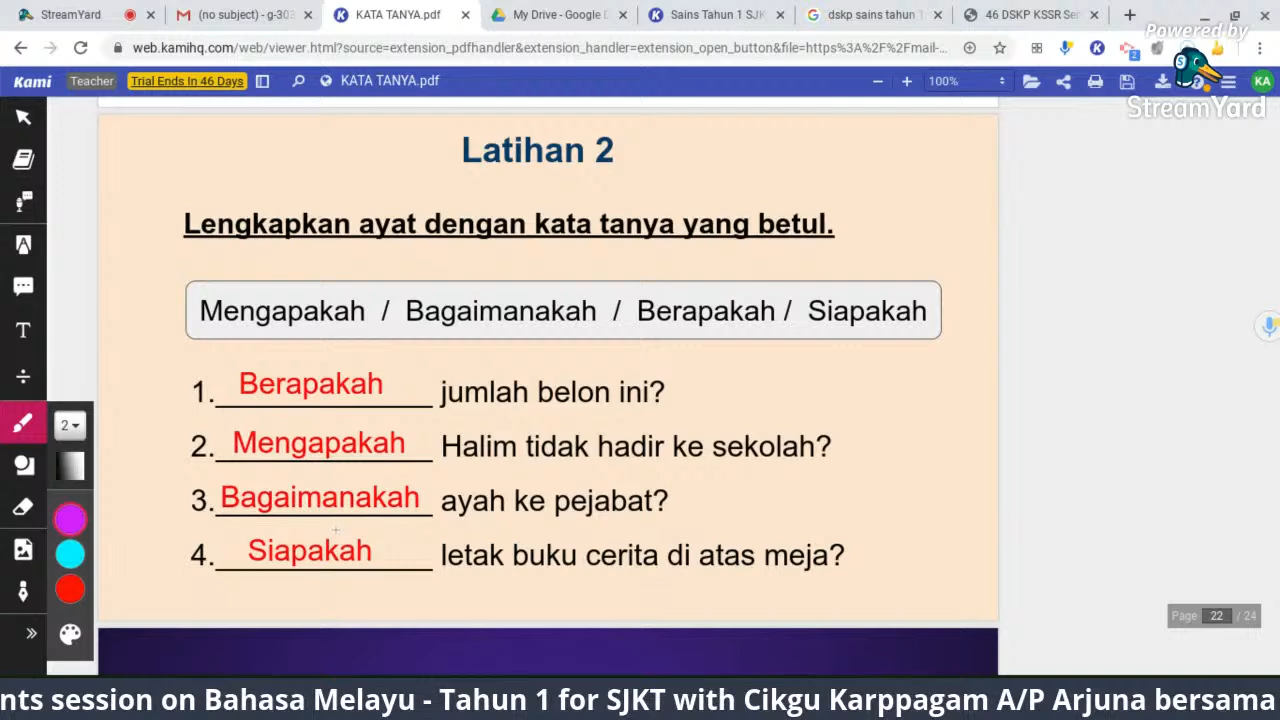 StreamYard
(no subject) - g-303
KATA TANYA.pdf
My Drive - Google D
Sains Tahun 1 SJK
dskp sains tahun 1
46 DSKP KSSR Se
web.kamihq.com/web/viewer.html?source=extension_pdfhandler&extension_handler=extension_open_button&file=https%3A%2F%2Fmail-...
Powered by
StreamYard
Kami Teacher Trial Ends In 46 Days KATA TANYA.pdf 100% KA
Latihan 2
Lengkapkan ayat dengan kata tanya yang betul.
Mengapakah / Bagaimanakah / Berapakah / Siapakah
1. Berapakah jumlah belon ini?
2. Mengapakah Halim tidak hadir ke sekolah?
3. Bagaimanakah ayah ke pejabat?
4. Siapakah letak buku cerita di atas meja?
2
Page 22 / 24
nts session on Bahasa Melayu - Tahun 1 for SJKT with Cikgu Karppagam A/P Arjuna bersama